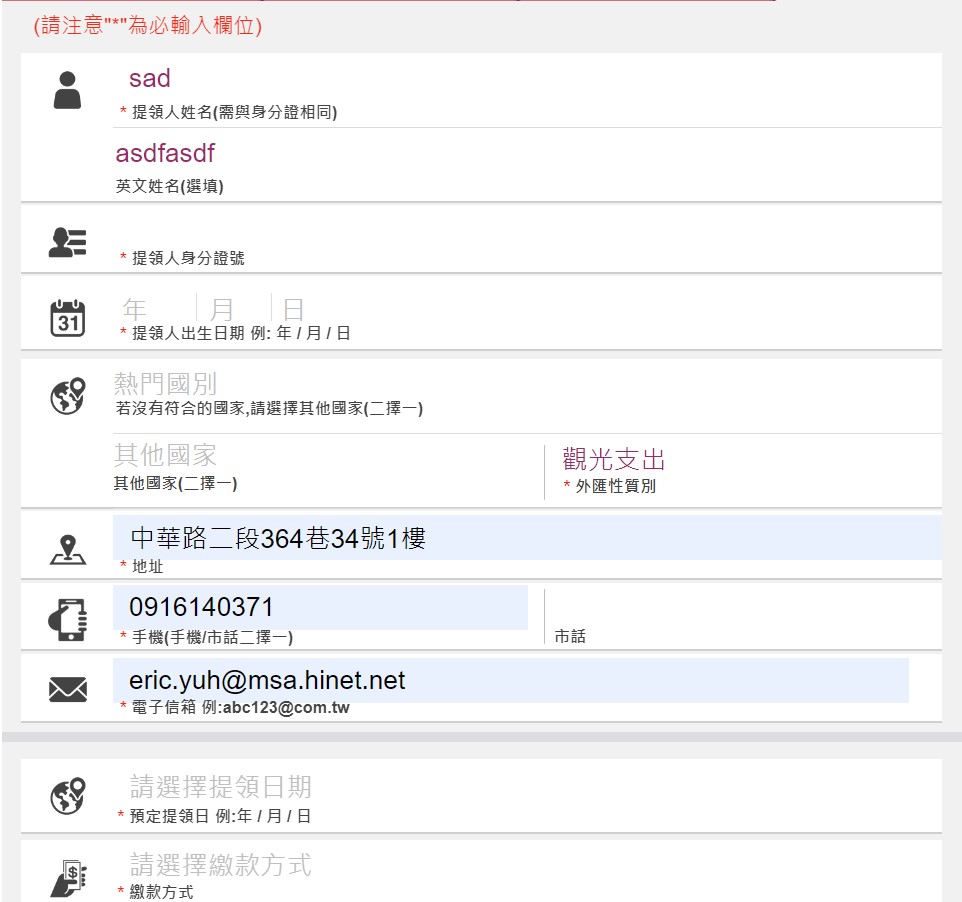 (請注意"*"為必輸入欄位)
sad
* 提領人姓名(需與身分證相同)
asdfasdf
英文姓名(選填)
* 提領人身分證號
年 月 日
31
* 提領人出生日期 例: 年 / 月 / 日
熱門國別
若沒有符合的國家,請選擇其他國家(二擇一)
其他國家
其他國家(二擇一)
觀光支出
* 外匯性質別
中華路二段364巷34號1樓
* 地址
0916140371
* 手機(手機/市話二擇一)
市話
eric.yuh@msa.hinet.net
* 電子信箱 例:abc123@com.tw
請選擇提領日期
* 預定提領日 例:年 / 月 / 日
請選擇繳款方式
$
* 繳款方式